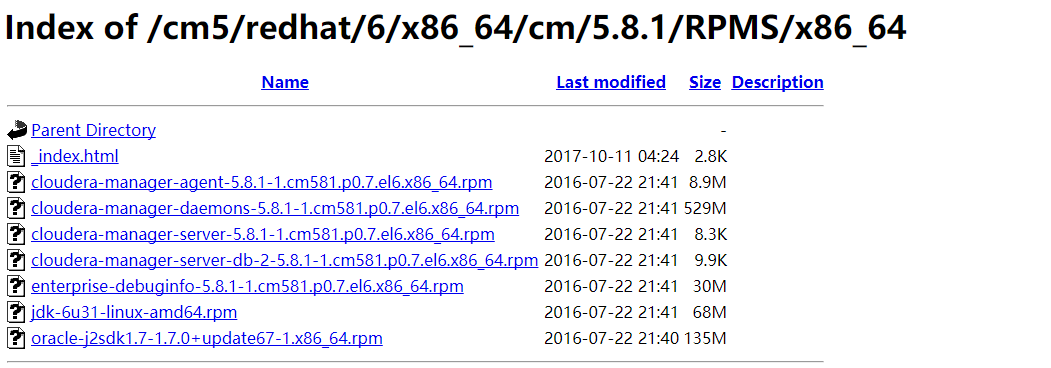 Index of /cm5/redhat/6/x86_64/cm/5.8.1/RPMS/x86_64
Name Last modified Size Description
Parent Directory -
_index.html 2017-10-11 04:24 2.8K
cloudera-manager-agent-5.8.1-1.cm581.p0.7.el6.x86_64.rpm 2016-07-22 21:41 8.9M
cloudera-manager-daemons-5.8.1-1.cm581.p0.7.el6.x86_64.rpm 2016-07-22 21:41 529M
cloudera-manager-server-5.8.1-1.cm581.p0.7.el6.x86_64.rpm 2016-07-22 21:41 8.3K
cloudera-manager-server-db-2-5.8.1-1.cm581.p0.7.el6.x86_64.rpm 2016-07-22 21:41 9.9K
enterprise-debuginfo-5.8.1-1.cm581.p0.7.el6.x86_64.rpm 2016-07-22 21:41 30M
jdk-6u31-linux-amd64.rpm 2016-07-22 21:41 68M
oracle-j2sdk1.7-1.7.0+update67-1.x86_64.rpm 2016-07-22 21:40 135M